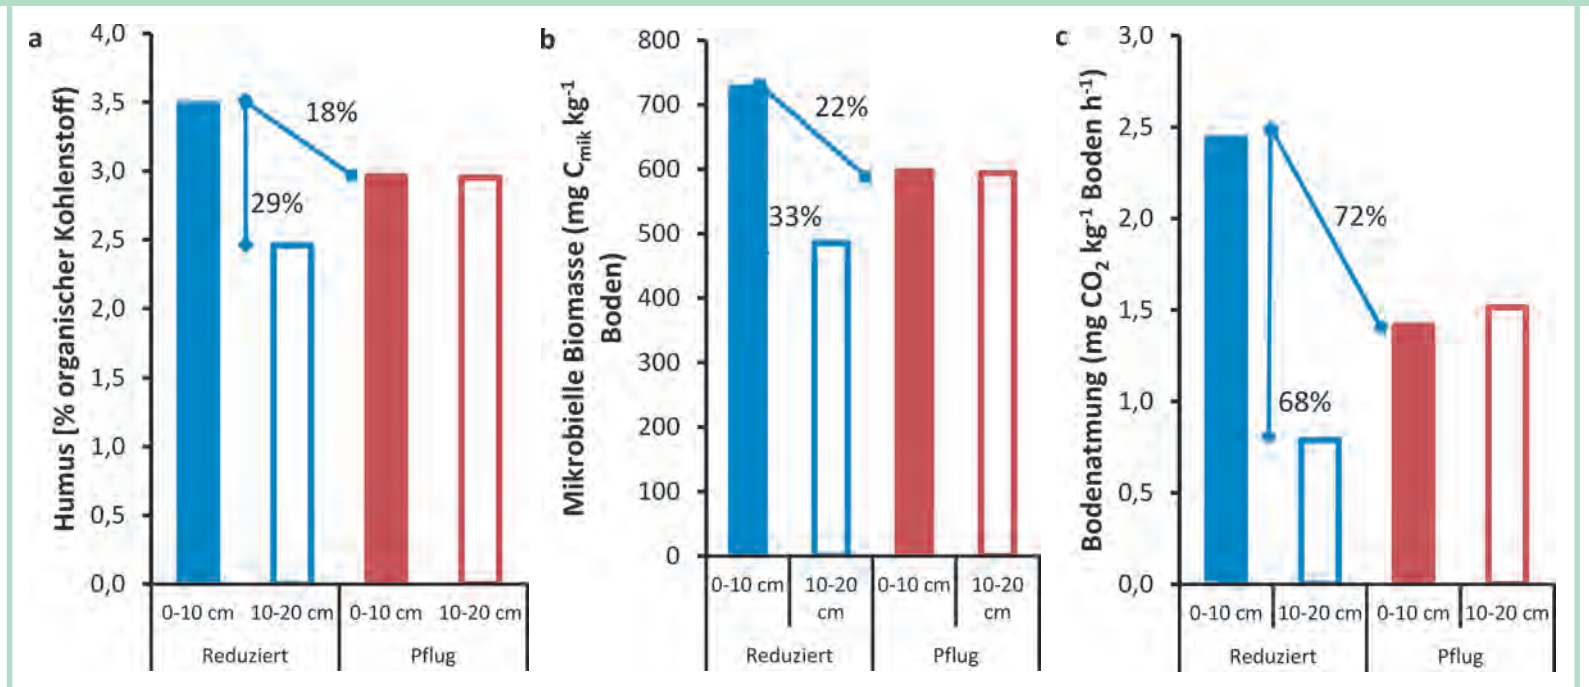 a
Humus [% organischer Kohlenstoff)
4,0
3,5
3,0
2,5
2,0
1,5
1,0
0,5
0,0
18%
29%
0-10 cm 10-20 cm 0-10 cm 10-20 cm
Reduziert Pflug
b
Mikrobielle Biomasse (mg Cmik kg-1
Boden)
800
700
600
500
400
300
200
100
0
22%
33%
0-10 cm 10-20 cm 0-10 cm 10-20 cm
Reduziert Pflug
c
Bodenatmung (mg CO2 kg-1 Boden h-1)
3,0
2,5
2,0
1,5
1,0
0,5
0,0
72%
68%
0-10 cm 10-20 cm 0-10 cm 10-20 cm
Reduziert Pflug